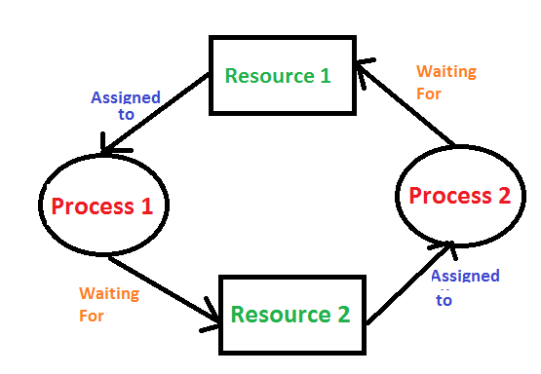 Resource 1
Waiting
For
Assigned
to
Process 1
Process 2
Waiting
For
Resource 2
Assigned
to